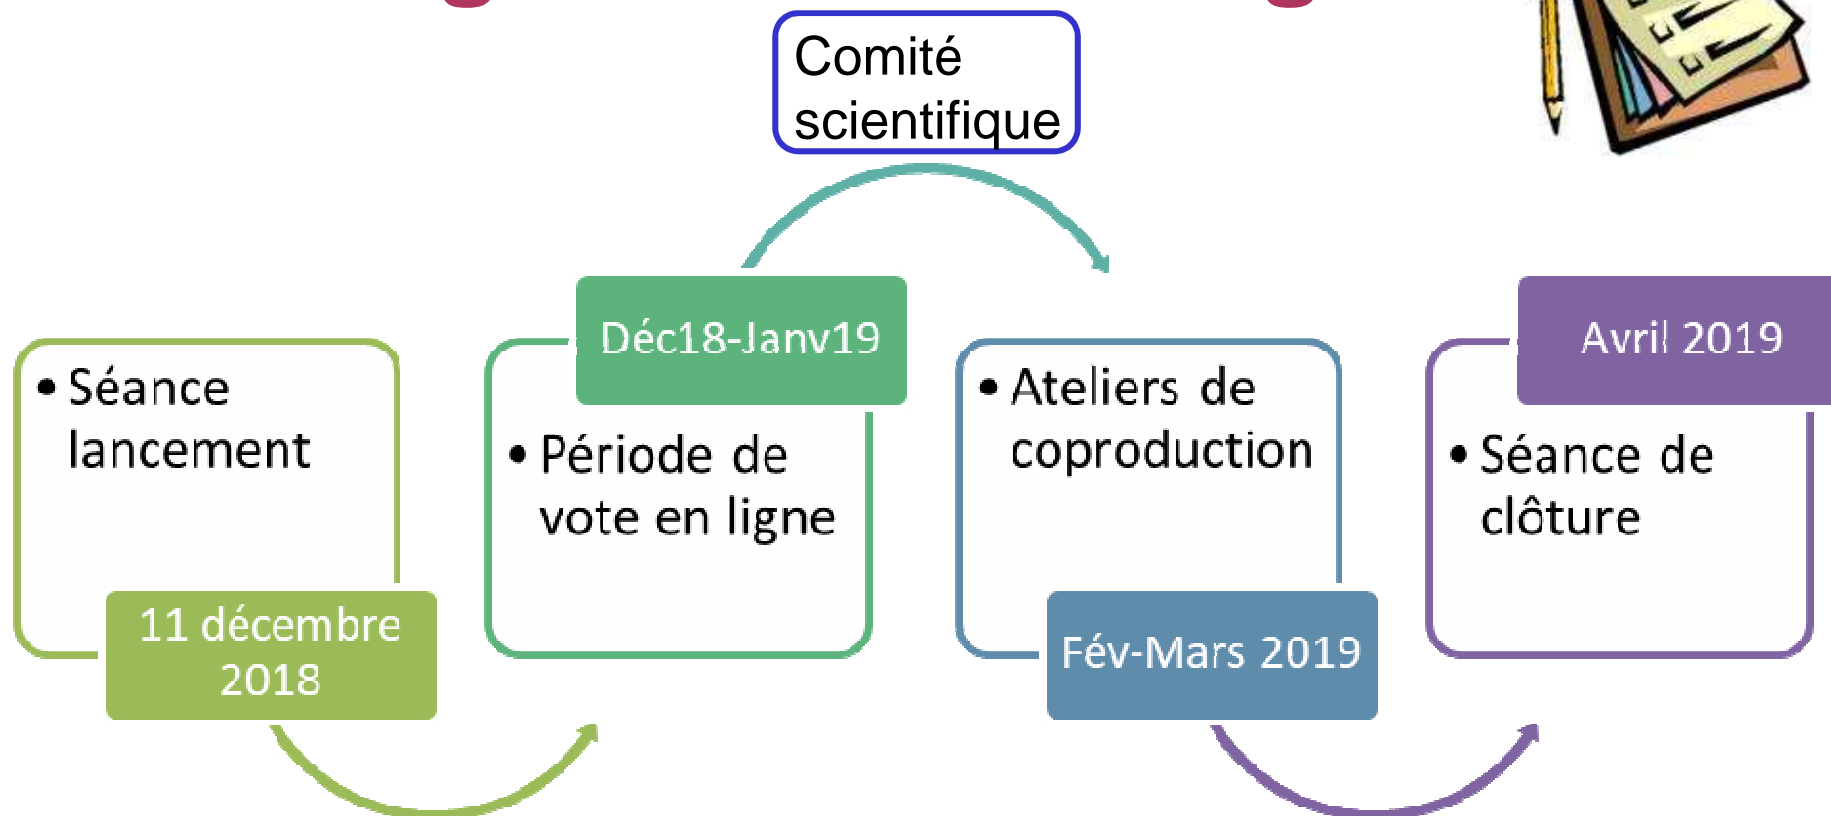 Comité
scientifique
• Séance
lancement
11 décembre
2018
Déc18-Janv19
• Période de
vote en ligne
• Ateliers de
coproduction
Fév-Mars 2019
Avril 2019
• Séance de
clôture